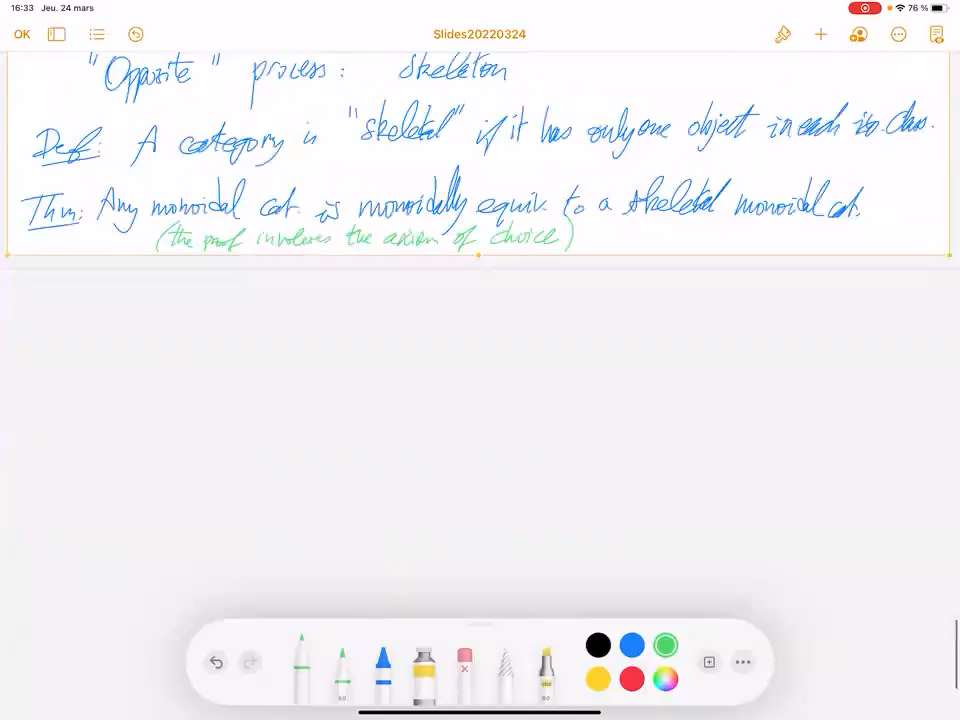 16:33 Jeu. 24 mars
76 %
OK
Slides20220324
"Opposite" process: skeleton
Def: A category is "skeletal" if it has only one object in each iso. class.
Thm: Any monoidal cat. is monoidally equiv. to a skeletal monoidal cat.
(the proof involves the axiom of choice)